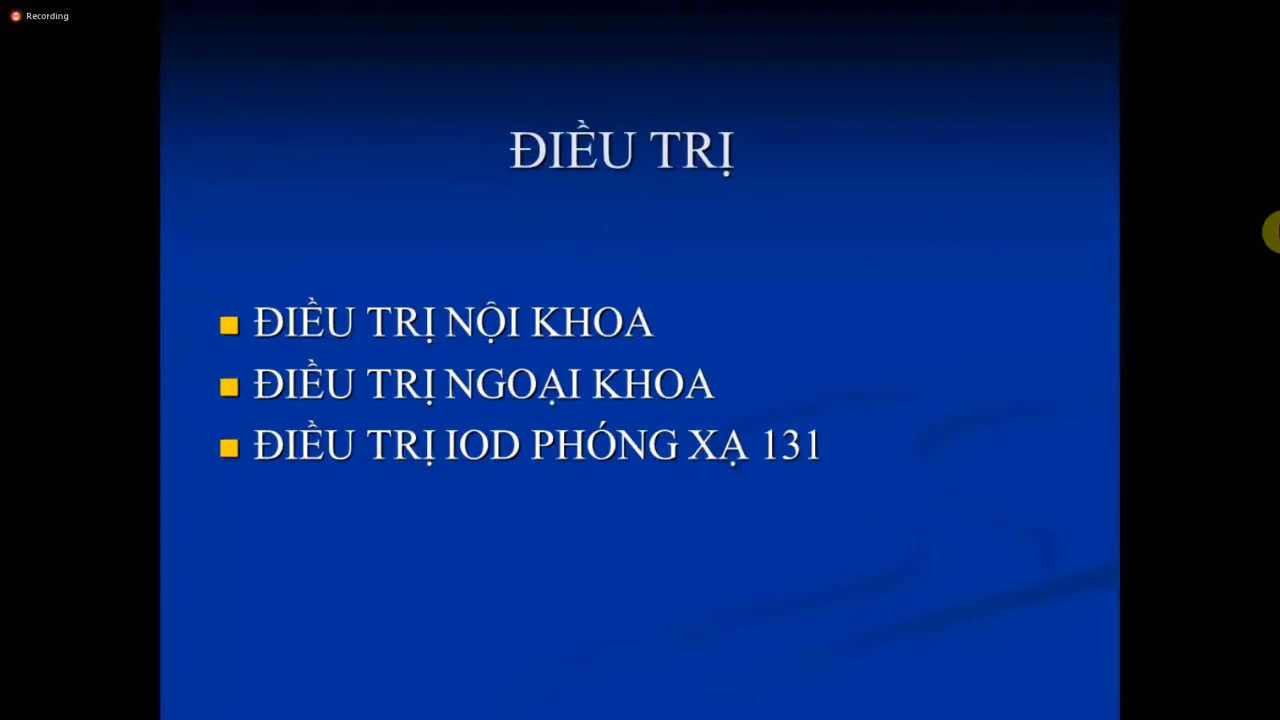 Recording
ĐIỀU TRỊ
ĐIỀU TRỊ NỘI KHOA
ĐIỀU TRỊ NGOẠI KHOA
ĐIỀU TRỊ IOD PHÓNG XẠ 131